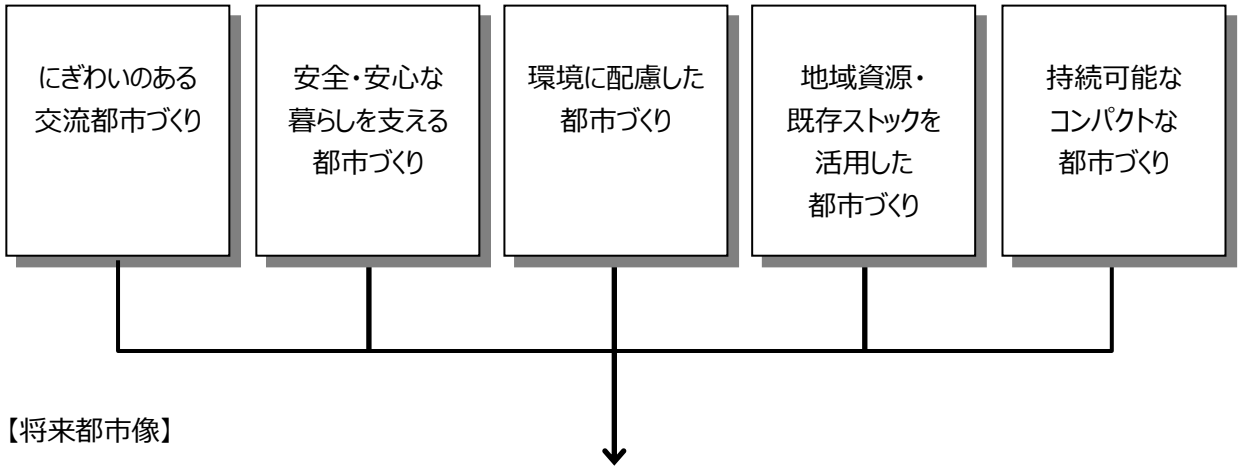 にぎわいのある
交流都市づくり
安全・安心な
暮らしを支える
都市づくり
環境に配慮した
都市づくり
地域資源・
既存ストックを
活用した
都市づくり
持続可能な
コンパクトな
都市づくり
【将来都市像】